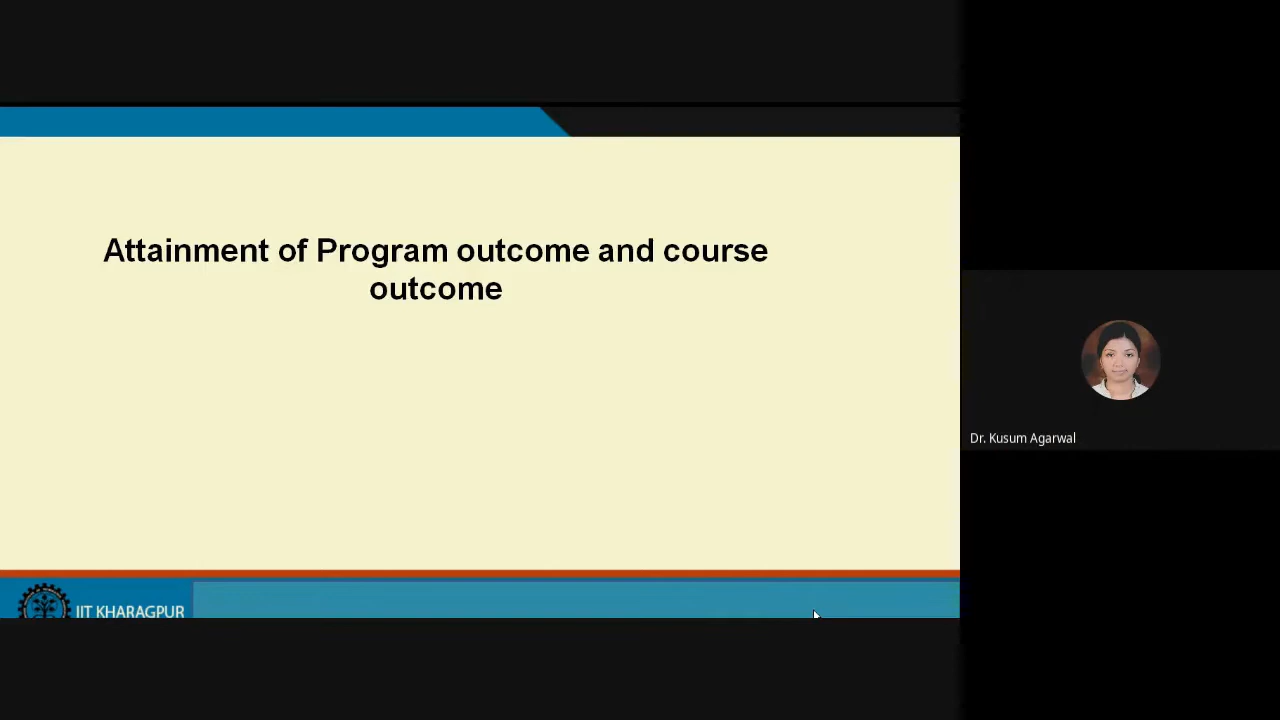 Attainment of Program outcome and course
outcome
Dr. Kusum Agarwal
IIT KHARAGPUR